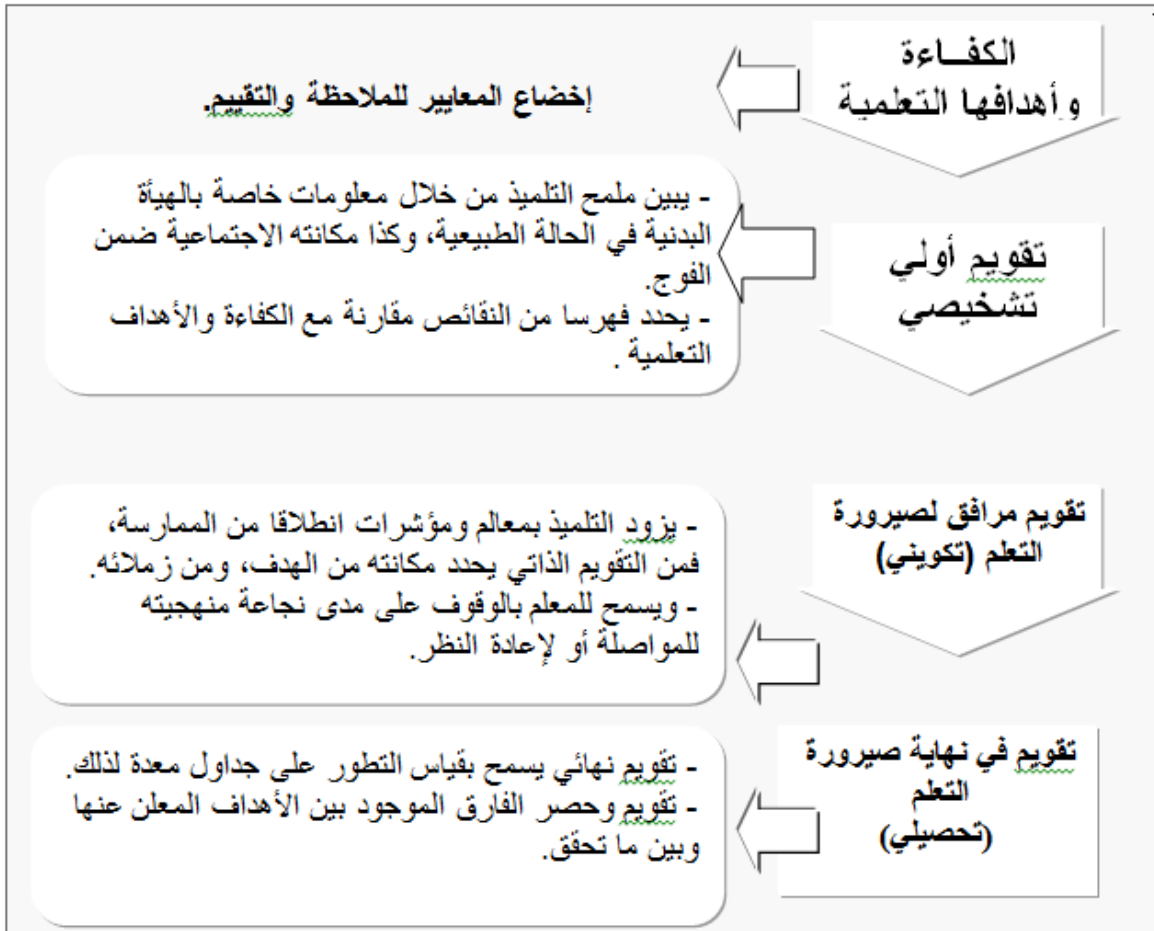 الكفـــاءة
وأهدافها التعلمية
إخضاع المعايير للملاحظة والتقييم.
تقويم أولي
تشخيصي
- يبين ملمح التلميذ من خلال معلومات خاصة بالهيأة
البدنية في الحالة الطبيعية، وكذا مكانته الاجتماعية ضمن
الفوج.
- يحدد فهرسا من النقائص مقارنة مع الكفاءة والأهداف
التعلمية .
تقويم مرافق لصيرورة
التعلم (تكويني)
- يزود التلميذ بمعالم ومؤشرات انطلاقا من الممارسة،
فمن التقويم الذاتي يحدد مكانته من الهدف، ومن زملائه.
- ويسمح للمعلم بالوقوف على مدى نجاعة منهجيته
للمواصلة أو لإعادة النظر.
تقويم في نهاية صيرورة
التعلم
(تحصيلي)
- تقويم نهائي يسمح بقياس التطور على جداول معدة لذلك.
- تقويم وحصر الفارق الموجود بين الأهداف المعلن عنها
وبين ما تحقق.